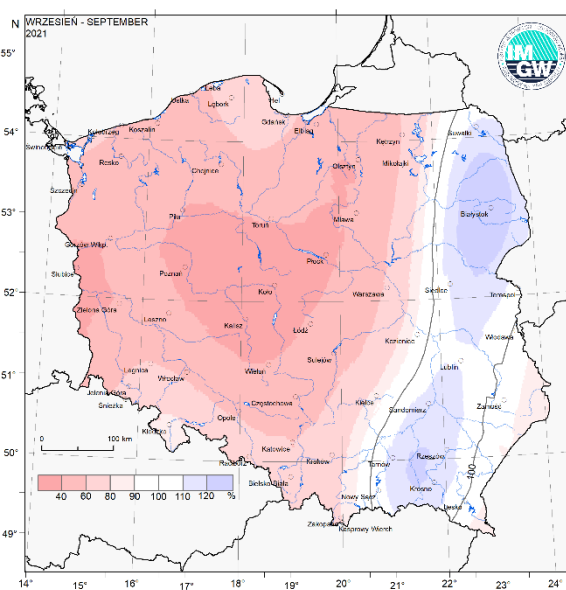 N WRZESIEŃ - SEPTEMBER
2021
IM
GW
55°
Łeba
Ustka
Lębork
Hel
Gdańsk
Elbląg
54°
Świnoujście
Kołobrzeg
Koszalin
Suwałki
Kętrzyn
Resko
Chojnice
Olsztyn
Mikołajki
Szczecin
53°
Piła
Toruń
Mława
Białystok
Gorzów Wlkp.
Słubice
Poznań
Płock
52°
Koło
Warszawa
Siedlce
Terespol
Zielona Góra
Leszno
Kalisz
Łódź
Kozienice
Włodawa
51°
Legnica
Wrocław
Wieluń
Sulejów
Lublin
Jelenia Góra
Śnieżka
Częstochowa
Kielce
Sandomierz
Zamość
Kłodzko
Opole
0 100 km
50°
Katowice
Racibórz
Kraków
Tarnów
Rzeszów
100
Bielsko-Biała
Nowy Sącz
Krosno
Lesko
40 60 80 90 100 110 120 %
Zakopane
Kasprowy Wierch
49°
14° 15° 16° 17° 18° 19° 20° 21° 22° 23° 24°